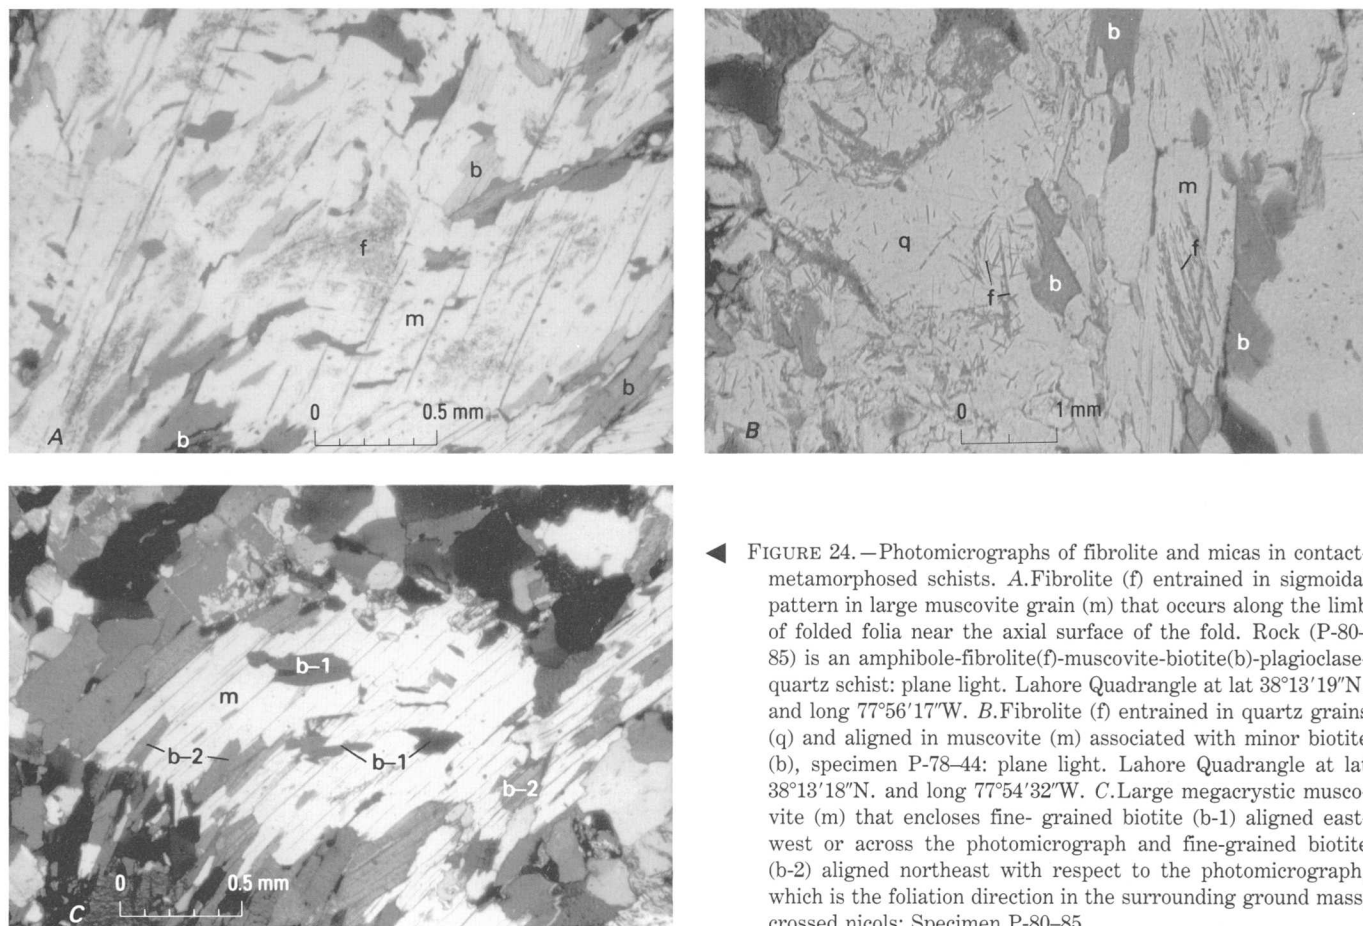 b
f
m
b
b
0
0.5 mm
A
b
m
q
f
f
b
b
0
1 mm
B
b-1
m
b-2
b-1
b-2
0
0.5 mm
C
FIGURE 24.—Photomicrographs of fibrolite and micas in contact
metamorphosed schists. A.Fibrolite (f) entrained in sigmoida
pattern in large muscovite grain (m) that occurs along the limb
of folded folia near the axial surface of the fold. Rock (P-80-
85) is an amphibole-fibrolite(f)-muscovite-biotite(b)-plagioclase
quartz schist: plane light. Lahore Quadrangle at lat 38°13′19″N
and long 77°56′17″W. B.Fibrolite (f) entrained in quartz grains
(q) and aligned in muscovite (m) associated with minor biotite
(b), specimen P-78–44: plane light. Lahore Quadrangle at lat
38°13′18″N. and long 77°54′32″W. C.Large megacrystic musco-
vite (m) that encloses fine- grained biotite (b-1) aligned east
west or across the photomicrograph and fine-grained biotite
(b-2) aligned northeast with respect to the photomicrograph
which is the foliation direction in the surrounding ground mass
crossed nicols: Specimen P-80–85